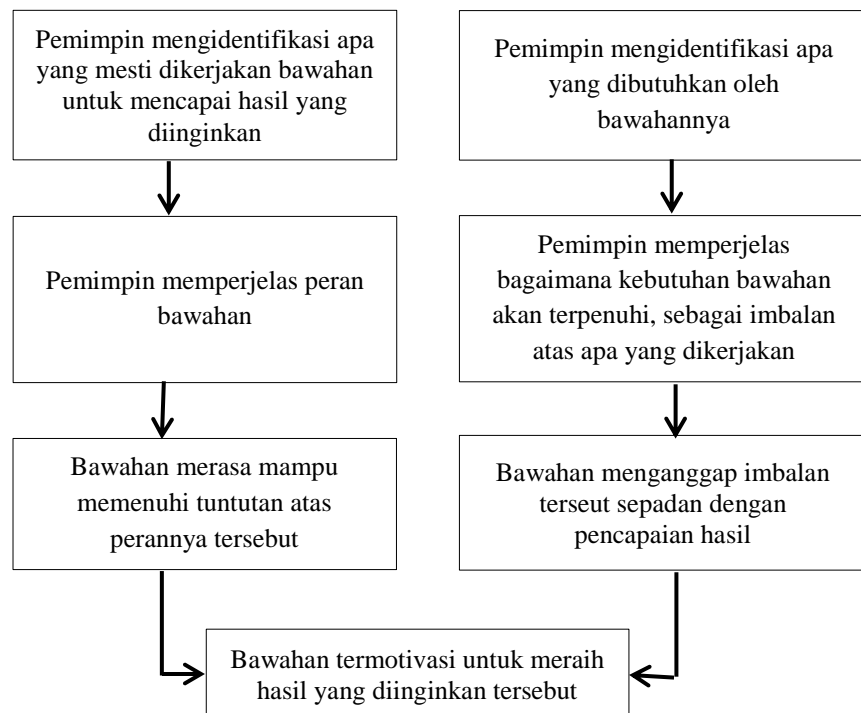 Pemimpin mengidentifikasi apa
yang mesti dikerjakan bawahan
untuk mencapai hasil yang
diinginkan
Pemimpin mengidentifikasi apa
yang dibutuhkan oleh
bawahannya
Pemimpin memperjelas peran
bawahan
Pemimpin memperjelas
bagaimana kebutuhan bawahan
akan terpenuhi, sebagai imbalan
atas apa yang dikerjakan
Bawahan merasa mampu
memenuhi tuntutan atas
perannya tersebut
Bawahan menganggap imbalan
terseut sepadan dengan
pencapaian hasil
Bawahan termotivasi untuk meraih
hasil yang diinginkan tersebut